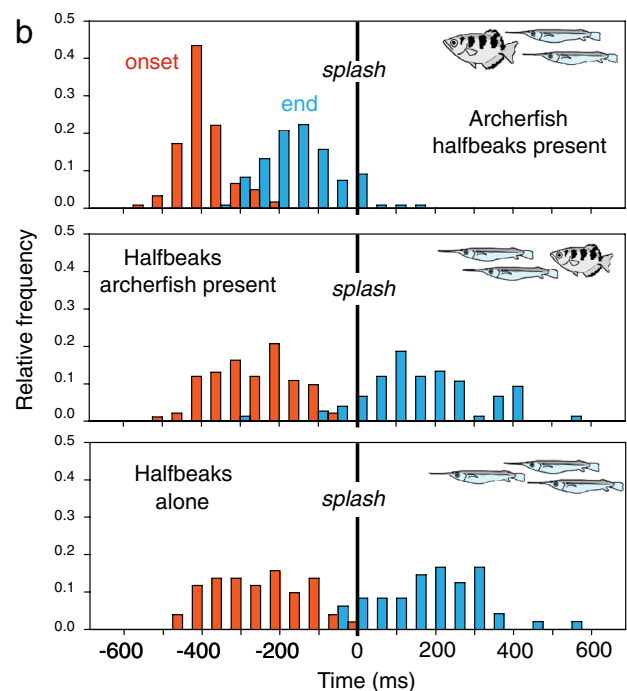 b
0.5
0.4
0.3
0.2
0.1
0.0
onset
end
splash
Archerfish
halfbeaks present
0.5
0.4
0.3
0.2
0.1
0.0
Halfbeaks
archerfish present
splash
Relative frequency
0.5
0.4
0.3
0.2
0.1
0.0
Halfbeaks
alone
splash
-600 -400 -200 0 200 400 600
Time (ms)